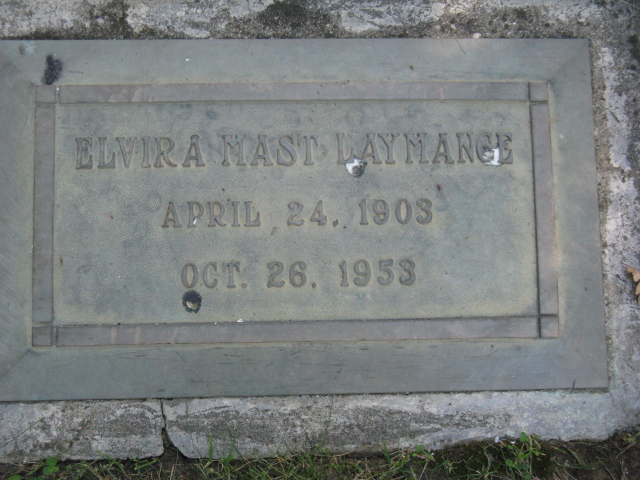 ELVIRA MAST LAYMANCE
APRIL 24, 1903
OCT. 26. 1953